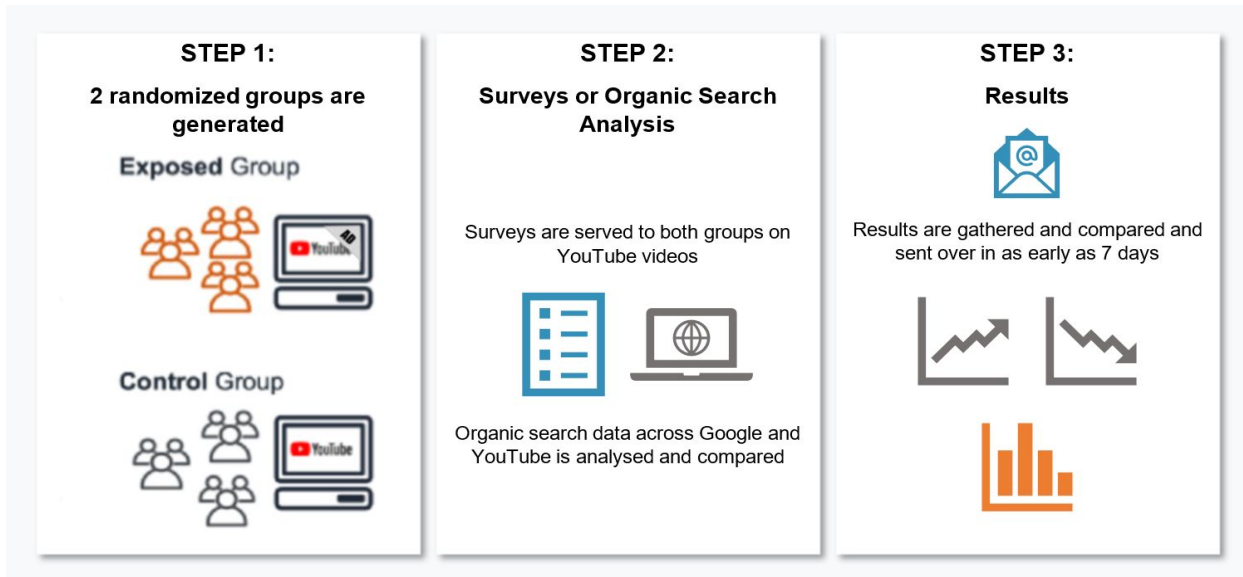 STEP 1:
2 randomized groups are
generated
Exposed Group
YouTube
AD
Control Group
YouTube
STEP 2:
Surveys or Organic Search
Analysis
Surveys are served to both groups on
YouTube videos
Organic search data across Google and
YouTube is analysed and compared
STEP 3:
Results
@
Results are gathered and compared and
sent over in as early as 7 days